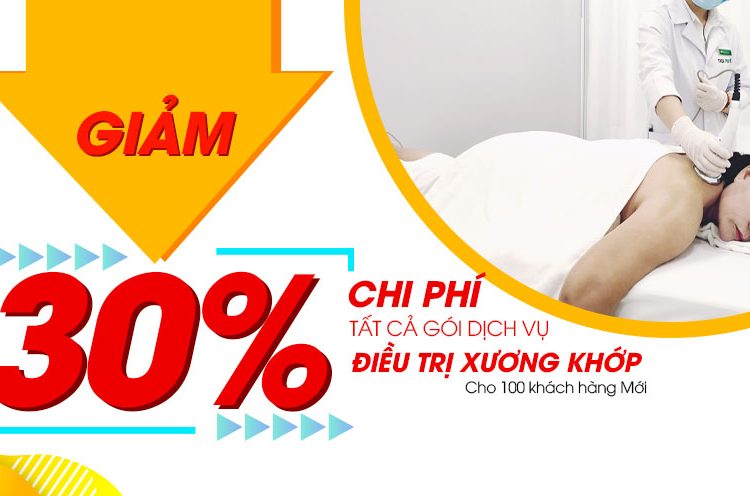 GIẢM
30%
CHI PHÍ
TẤT CẢ GÓI DỊCH VỤ
ĐIỀU TRỊ XƯƠNG KHỚP
Cho 100 khách hàng Mới